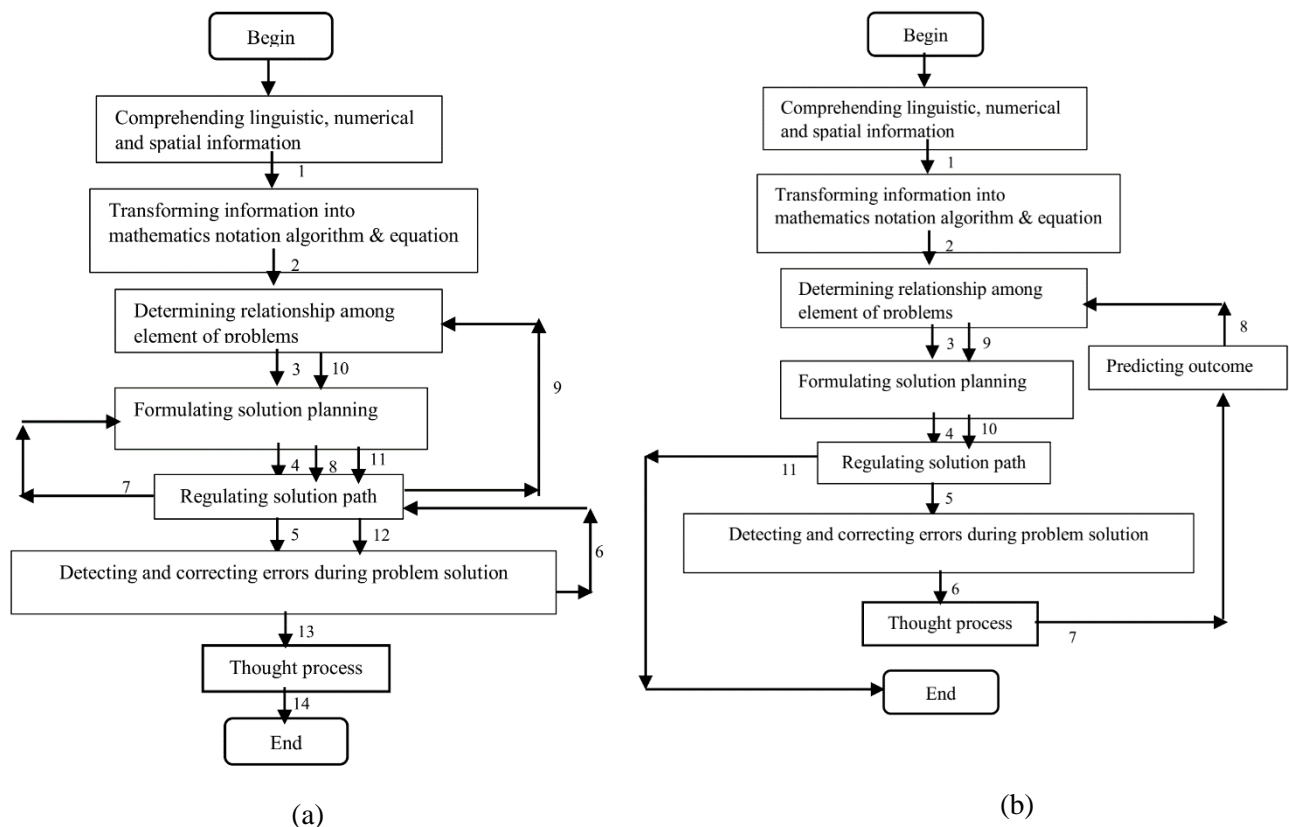 Begin
Comprehending linguistic, numerical
and spatial information
1
Transforming information into
mathematics notation algorithm & equation
2
Determining relationship among
element of problems
3
10
9
Formulating solution planning
4
8
11
7
Regulating solution path
5
12
6
Detecting and correcting errors during problem solution
13
Thought process
14
End
(a)
Begin
Comprehending linguistic, numerical
and spatial information
1
Transforming information into
mathematics notation algorithm & equation
2
Determining relationship among
element of problems
8
3
9
Predicting outcome
Formulating solution planning
4
10
11
Regulating solution path
5
Detecting and correcting errors during problem solution
6
Thought process
7
End
(b)